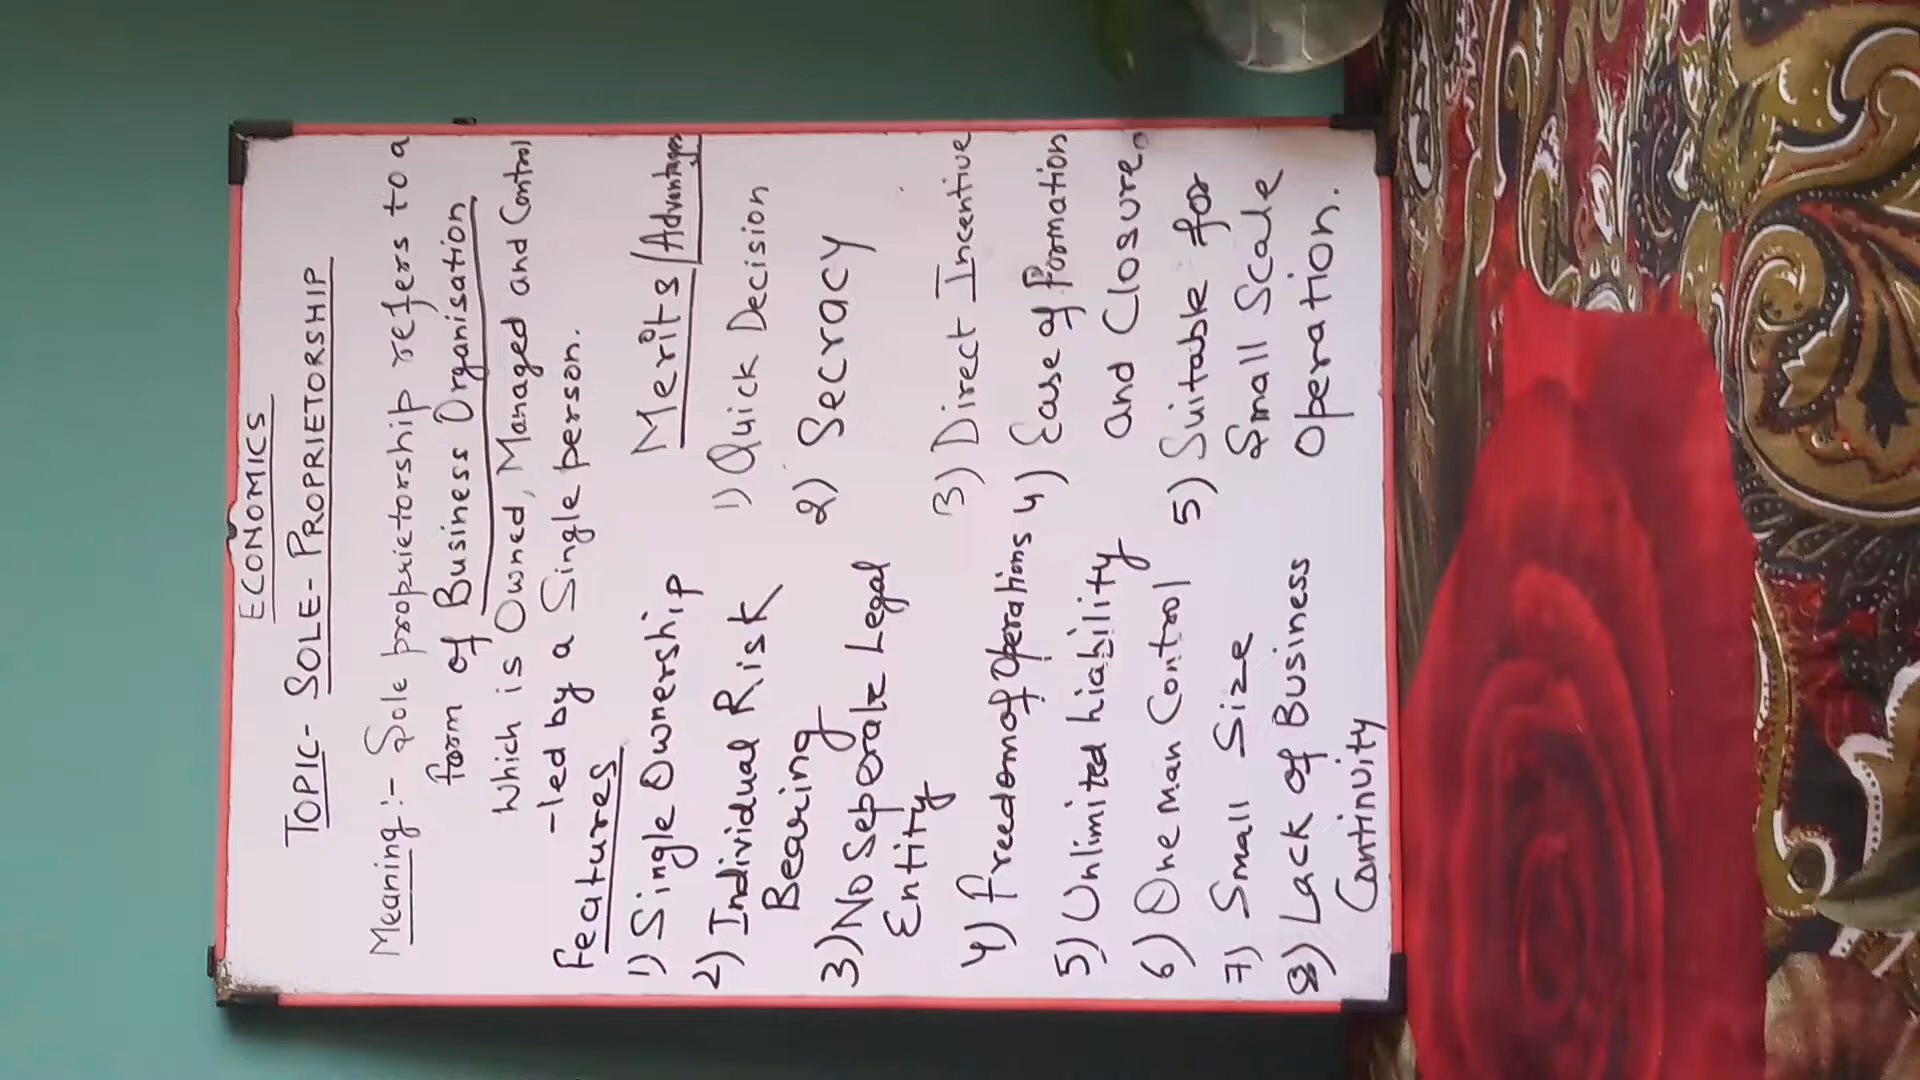 ECONOMICS
TOPIC- SOLE-PROPRIETORSHIP
Meaning:- Sole proprietorship refers to a
form of Business Organisation
which is Owned, Managed and Control
-led by a Single person.
Features
1) Single Ownership
2) Individual Risk
Bearing
3) No Seperate Legal
Entity
4) Freedom of Operations
5) Unlimited Liability
6) One man Control
7) Small Size
8) Lack of Business
Continuity
Merits/Advantages
1) Quick Decision
2) Secracy
3) Direct Incentive
4) Ease of Formation
and Closure.
5) Suitable for
Small Scale
Operation.